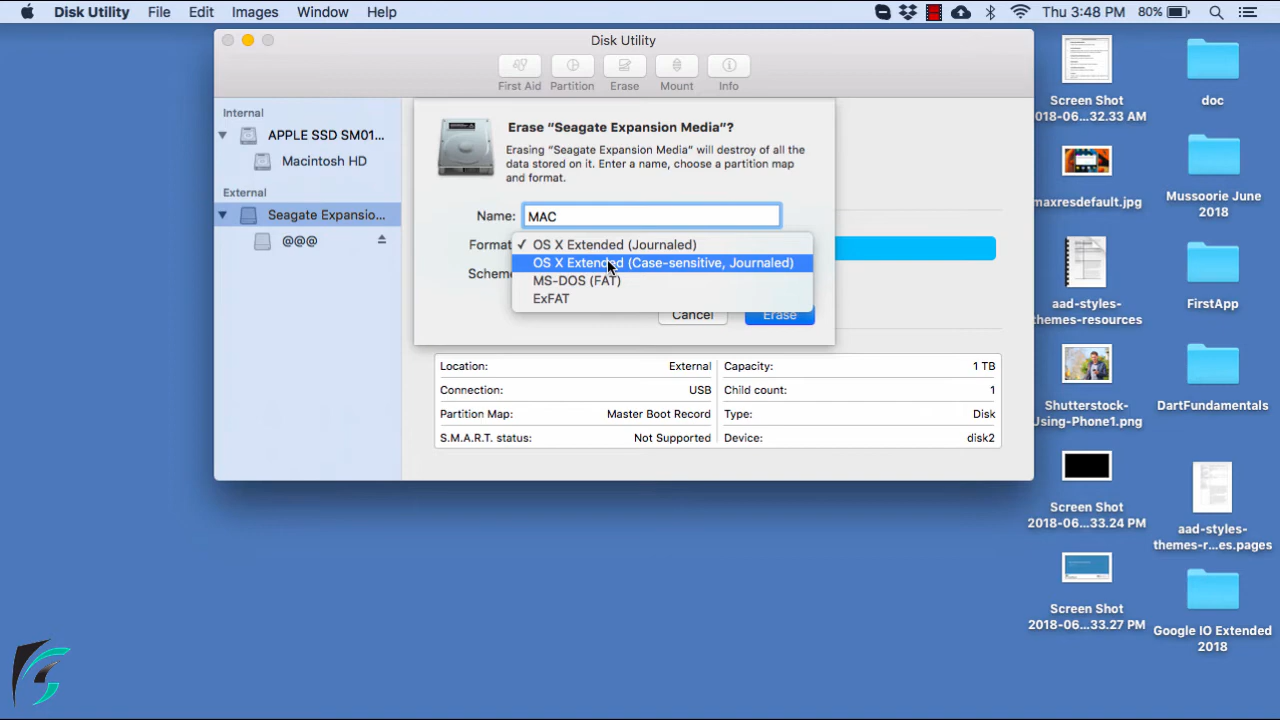 Disk Utility File Edit Images Window Help
Thu 3:48 PM 80%
Disk Utility
First Aid Partition Erase Mount Info
Internal
APPLE SSD SM01...
Macintosh HD
External
Seagate Expansio...
@@@
Erase “Seagate Expansion Media”?
Erasing “Seagate Expansion Media” will destroy of all the
data stored on it. Enter a name, choose a partition map
and format.
Name: MAC
Format
✓ OS X Extended (Journaled)
OS X Extended (Case-sensitive, Journaled)
MS-DOS (FAT)
ExFAT
Scheme
Cancel Erase
Location: External
Capacity: 1 TB
Connection: USB
Child count: 1
Partition Map: Master Boot Record
Type: Disk
S.M.A.R.T. status: Not Supported
Device: disk2
Screen Shot
2018-06...32.33 AM
doc
maxresdefault.jpg
Mussoorie June
2018
aad-styles-
themes-resources
FirstApp
Shutterstock-
Using-Phone1.png
DartFundamentals
Screen Shot
2018-06...33.24 PM
aad-styles-
themes-r...es.pages
Screen Shot
2018-06...33.27 PM
Google IO Extended
2018